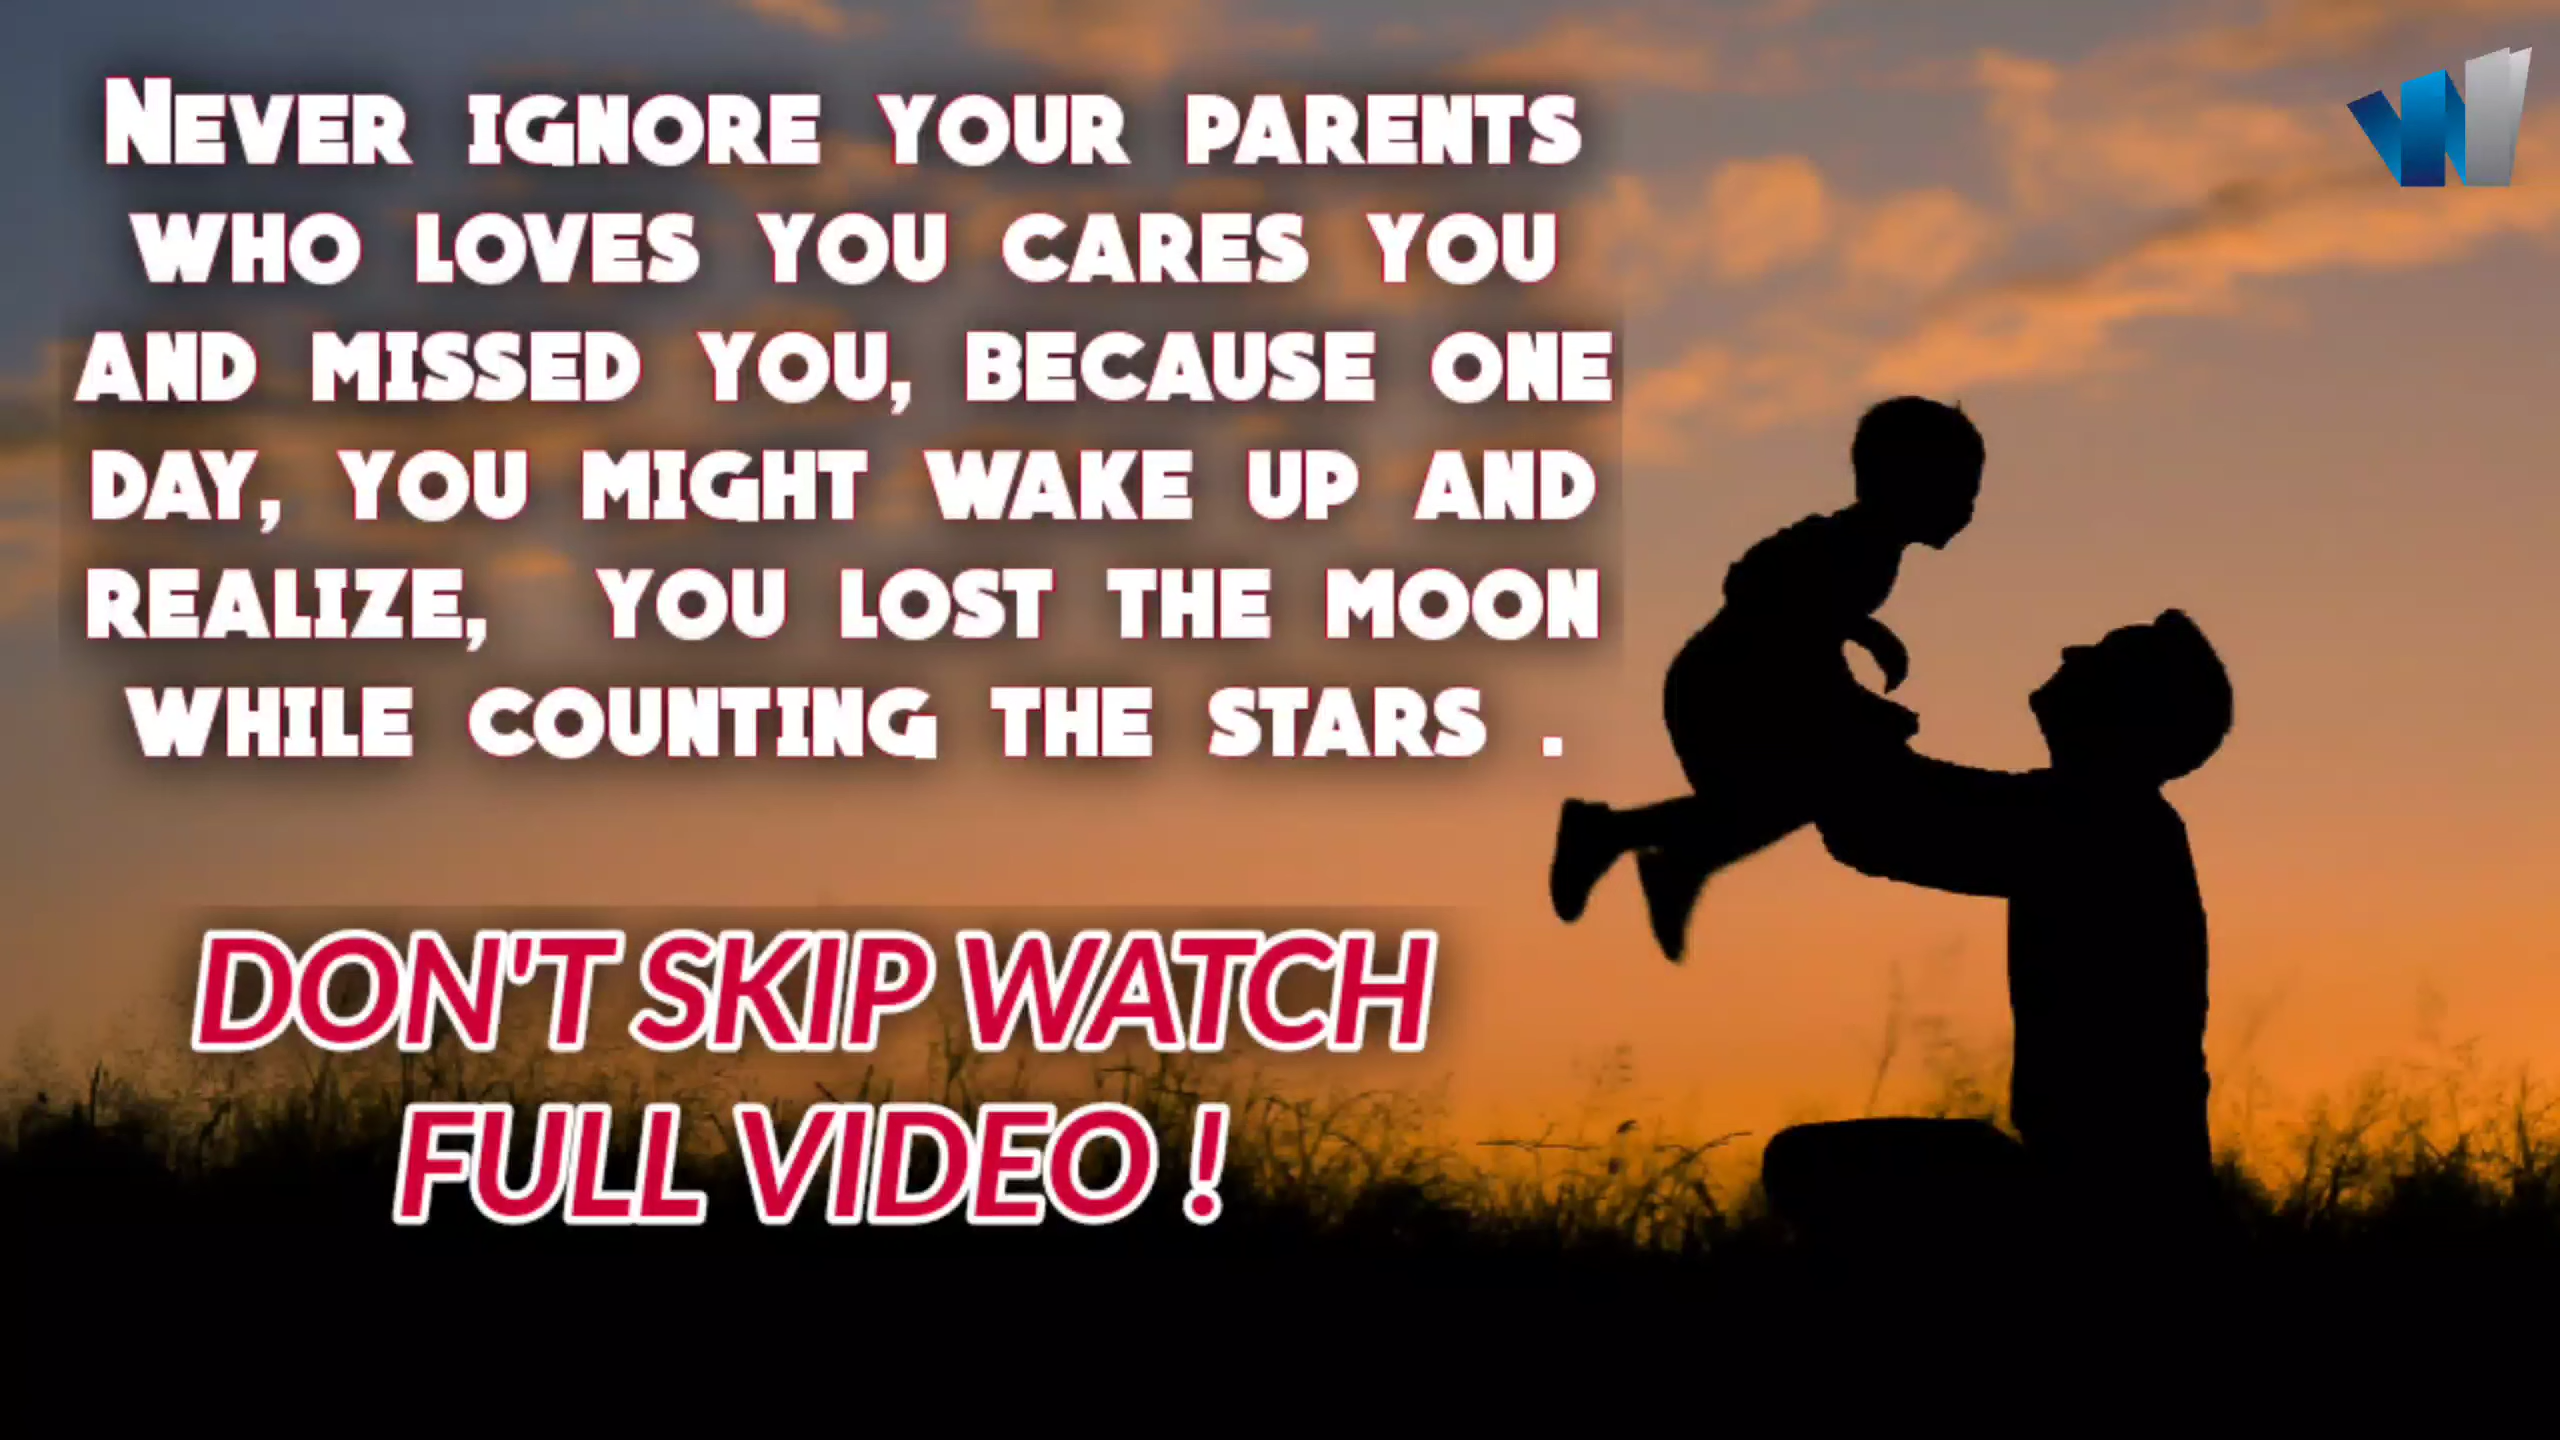 NEVER IGNORE YOUR PARENTS
WHO LOVES YOU CARES YOU
AND MISSED YOU, BECAUSE ONE
DAY, YOU MIGHT WAKE UP AND
REALIZE, YOU LOST THE MOON
WHILE COUNTING THE STARS .
DON'T SKIP WATCH
FULL VIDEO !